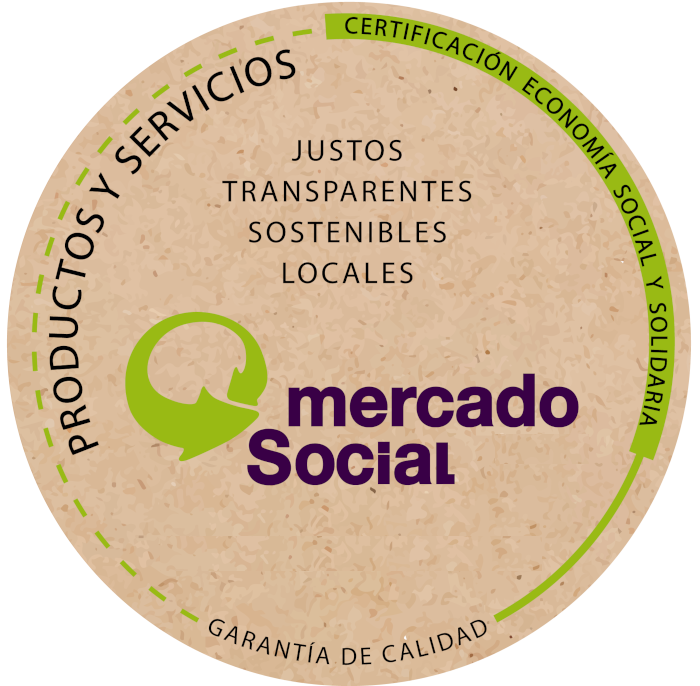 CERTIFICACIÓN ECONOMÍA SOCIAL Y SOLIDARIA
PRODUCTOS Y SERVICIOS
JUSTOS
TRANSPARENTES
SOSTENIBLES
LOCALES
mercado
Social
GARANTÍA DE CALIDAD